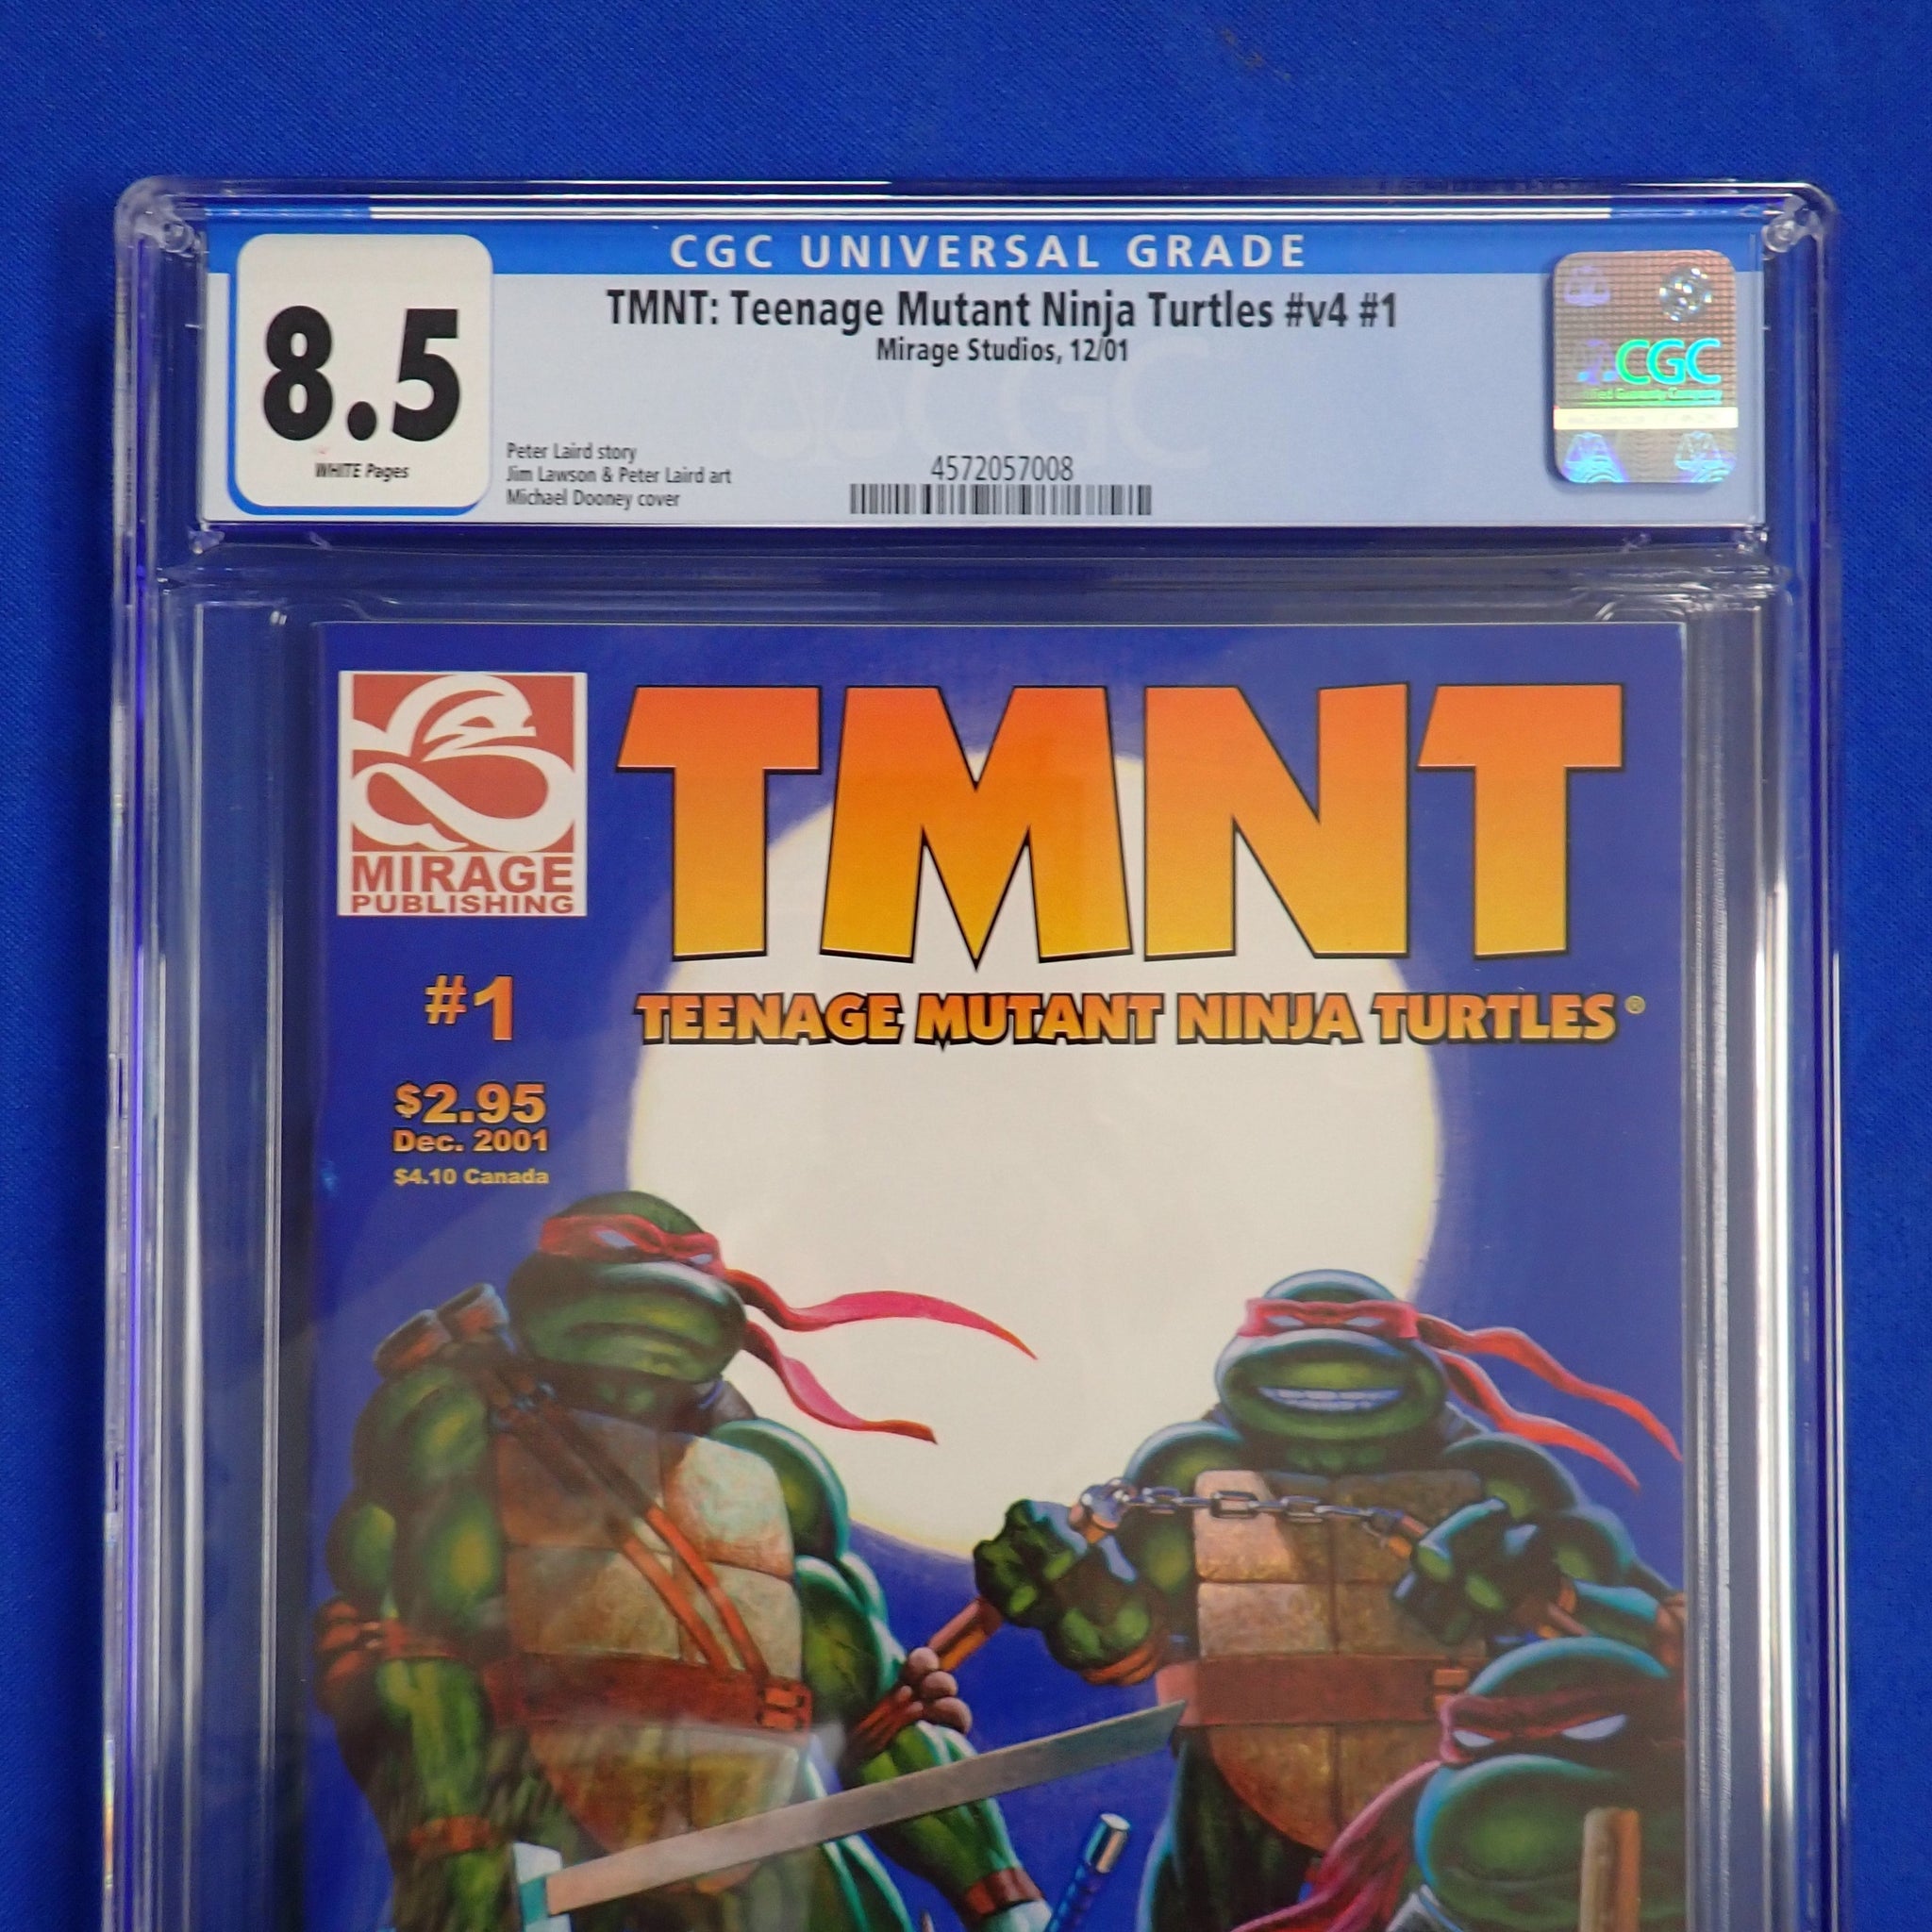 CGC UNIVERSAL GRADE
8.5
WHITE Pages
TMNT: Teenage Mutant Ninja Turtles #v4 #1
Mirage Studios, 12/01
Peter Laird story
Jim Lawson & Peter Laird art
Michael Dooney cover
4572057008
CGC
MIRAGE
PUBLISHING
TMNT
TEENAGE MUTANT NINJA TURTLES®
#1
$2.95
Dec. 2001
$4.10 Canada